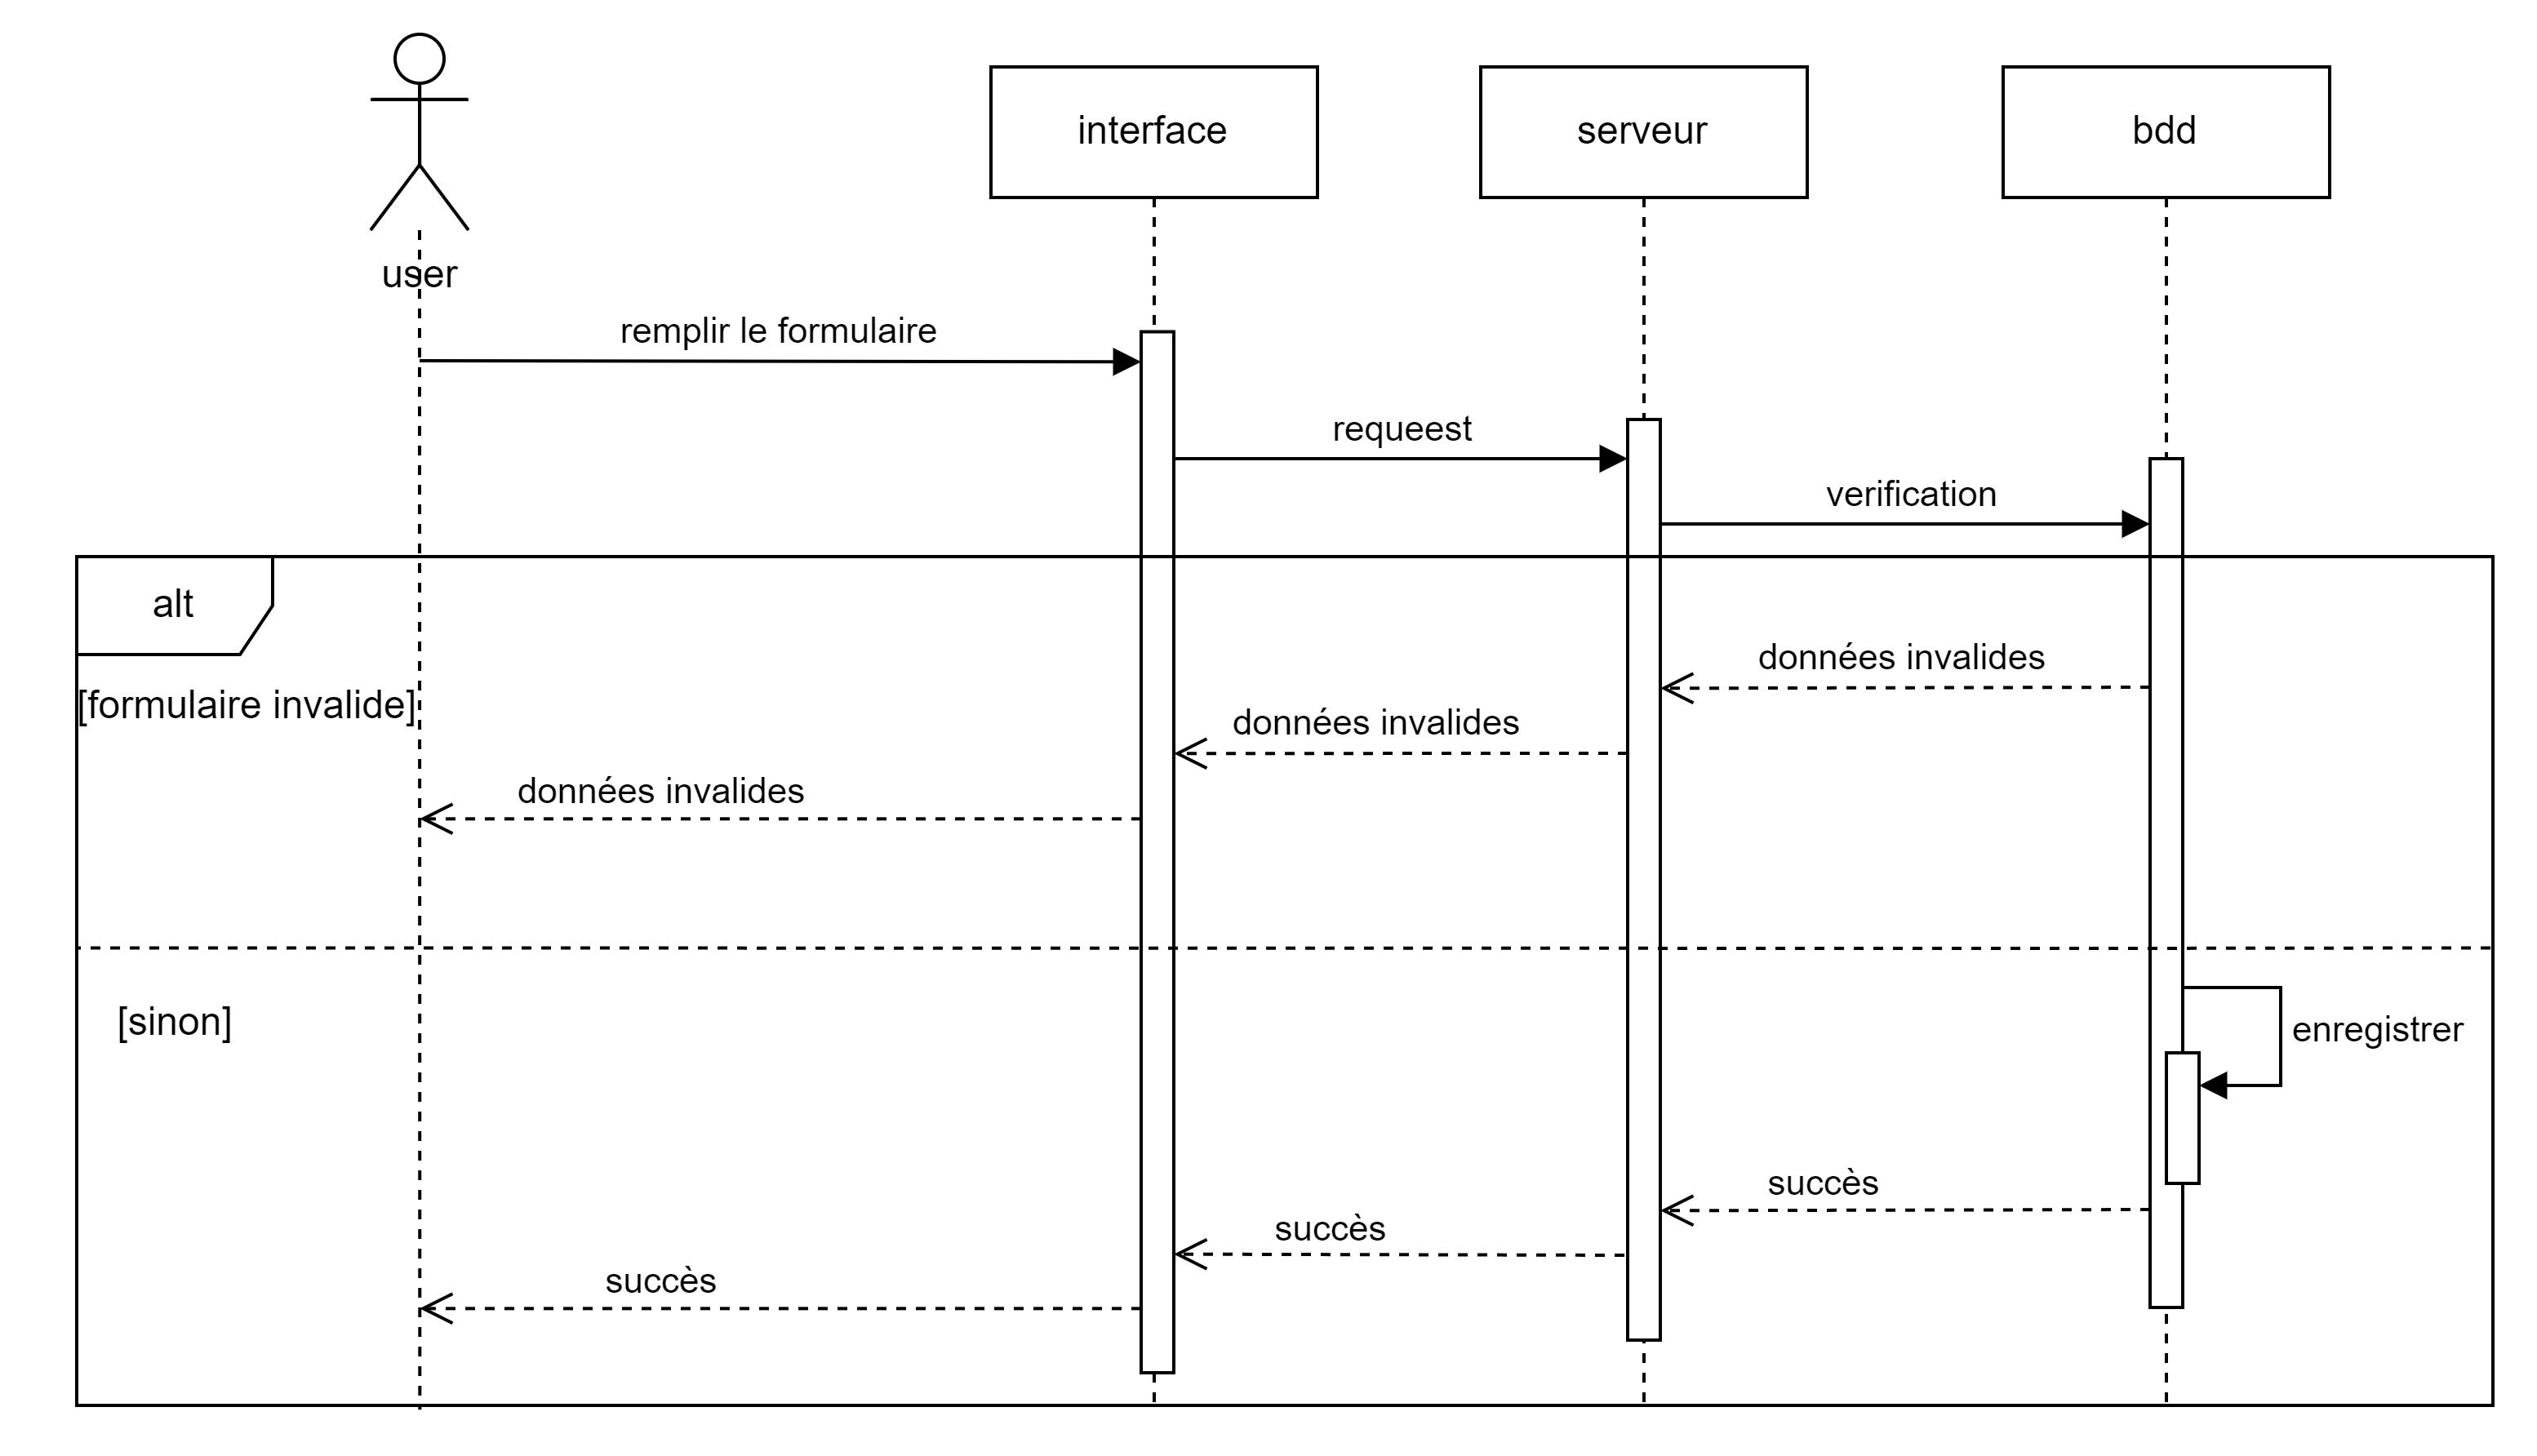 interface
serveur
bdd
user
remplir le formulaire
requeest
verification
alt
données invalides
[formulaire invalide]
données invalides
données invalides
[sinon]
enregistrer
succès
succès
succès